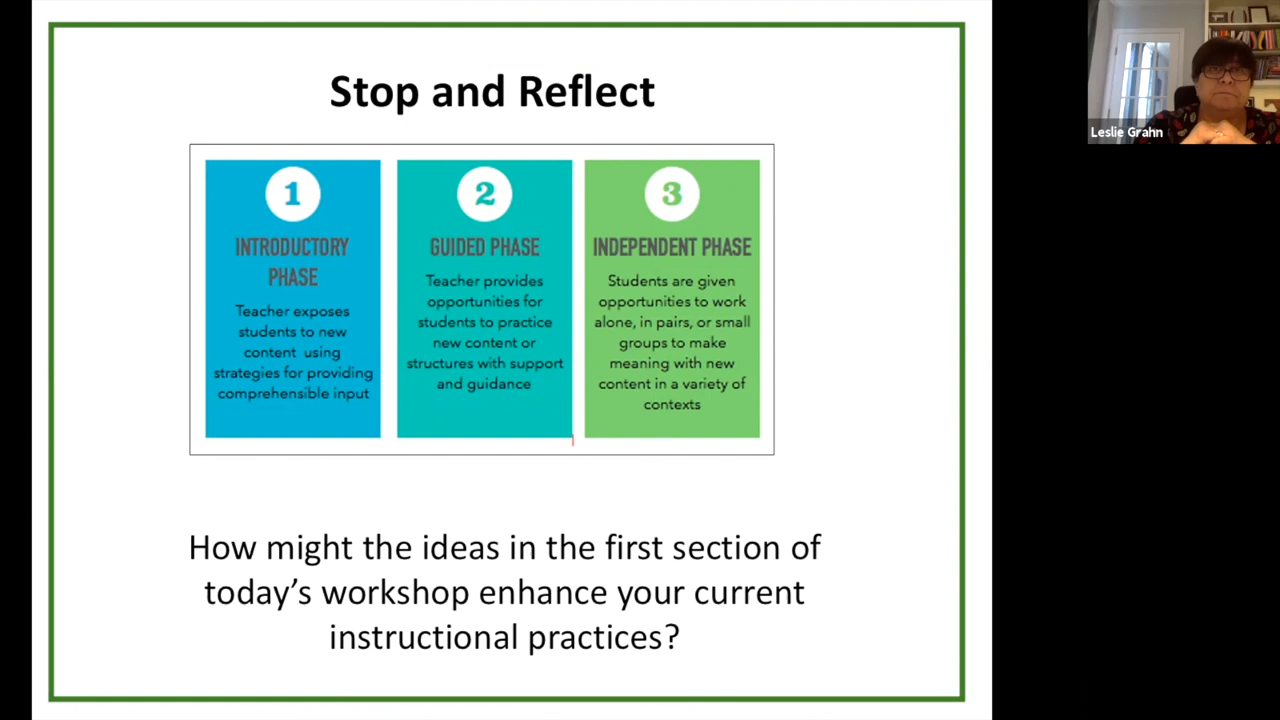 Stop and Reflect
1
INTRODUCTORY
PHASE
Teacher exposes
students to new
content using
strategies for providing
comprehensible input
2
GUIDED PHASE
Teacher provides
opportunities for
students to practice
new content or
structures with support
and guidance
3
INDEPENDENT PHASE
Students are given
opportunities to work
alone, in pairs, or small
groups to make
meaning with new
content in a variety of
contexts
How might the ideas in the first section of
today's workshop enhance your current
instructional practices?
Leslie Grahn